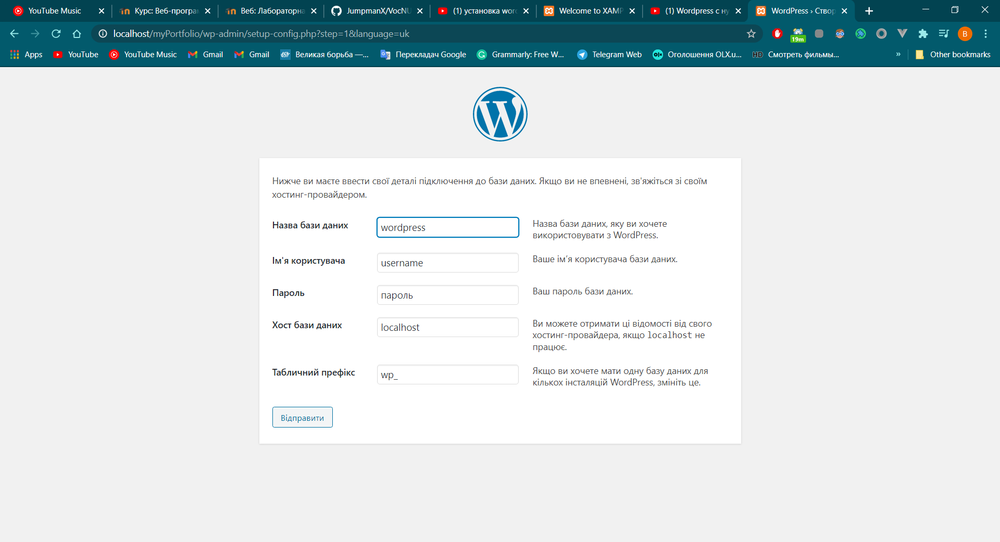 YouTube Music
Курс: Веб-програм
Веб: Лабораторна
JumpmanX/VocNU
(1) установка word
Welcome to XAMP
(1) Wordpress с ну
WordPress › Створ
localhost/myPortfolio/wp-admin/setup-config.php?step=1&language=uk
19m
B
Apps
YouTube
YouTube Music
Gmail
Gmail
Великая борьба —...
Перекладач Google
Grammarly: Free W...
Telegram Web
Оголошення OLX.u...
HD Смотреть фильмы...
»
Other bookmarks
Нижче ви маєте ввести свої деталі підключення до бази даних. Якщо ви не впевнені, зв'яжіться зі своїм
хостинг-провайдером.
Назва бази даних
wordpress
Назва бази даних, яку ви хочете
використовувати з WordPress.
Ім'я користувача
username
Ваше ім’я користувача бази даних.
Пароль
пароль
Ваш пароль бази даних.
Хост бази даних
localhost
Ви можете отримати ці відомості від свого
хостинг-провайдера, якщо localhost не
працює.
Табличний префікс
wp_
Якщо ви хочете мати одну базу даних для
кількох інсталяцій WordPress, змініть це.
Відправити